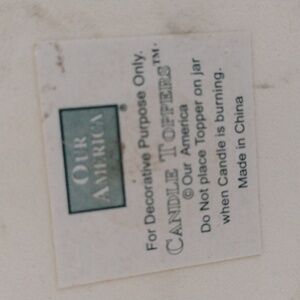 OUR
AMERICA®
For Decorative Purpose Only.
CANDLE TOPPERS™.
© Our America
Do Not place Topper on jar
when Candle is burning.
Made in China